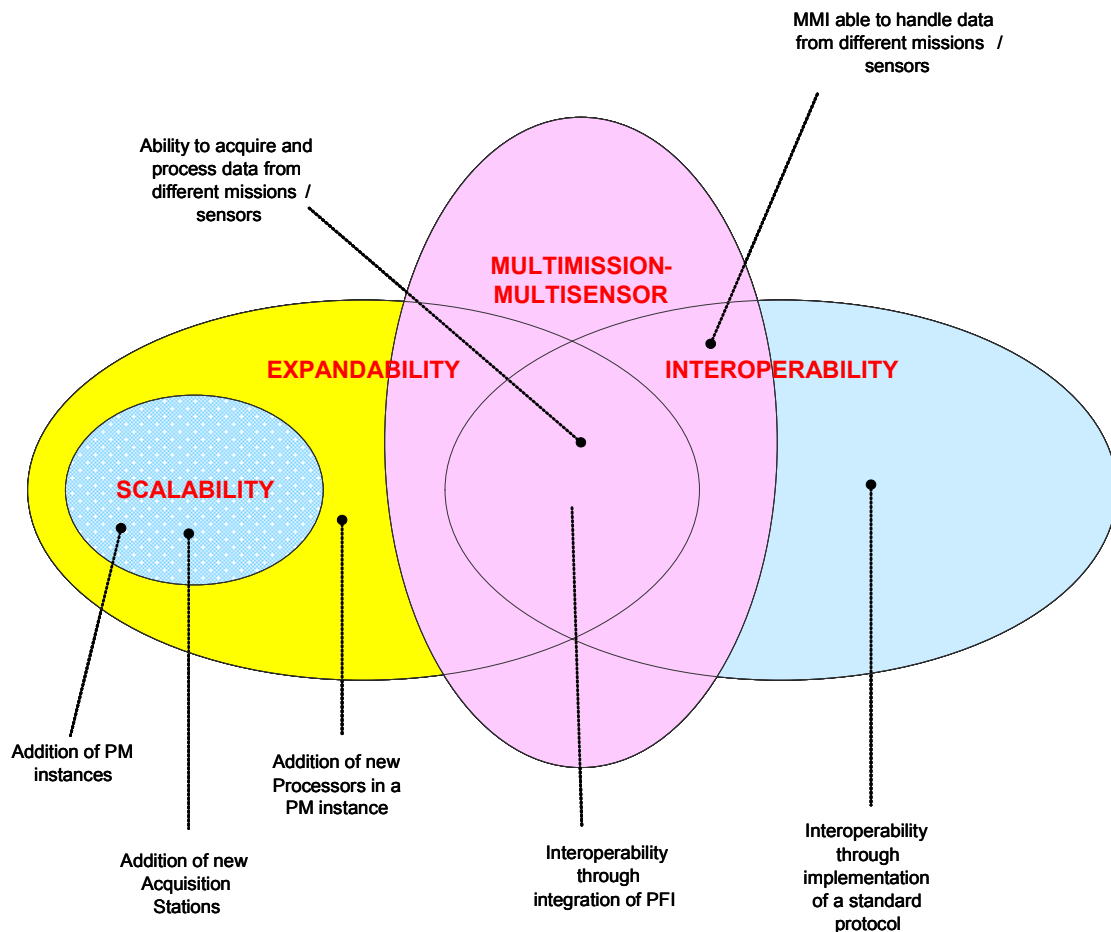 MMI able to handle data
from different missions /
sensors
Ability to acquire and
process data from
different missions /
sensors
MULTIMISSION-
MULTISENSOR
EXPANDABILITY
INTEROPERABILITY
SCALABILITY
Addition of PM
instances
Addition of new
Processors in a
PM instance
Addition of new
Acquisition
Stations
Interoperability
through
integration of PFI
Interoperability
through
implementation
of a standard
protocol